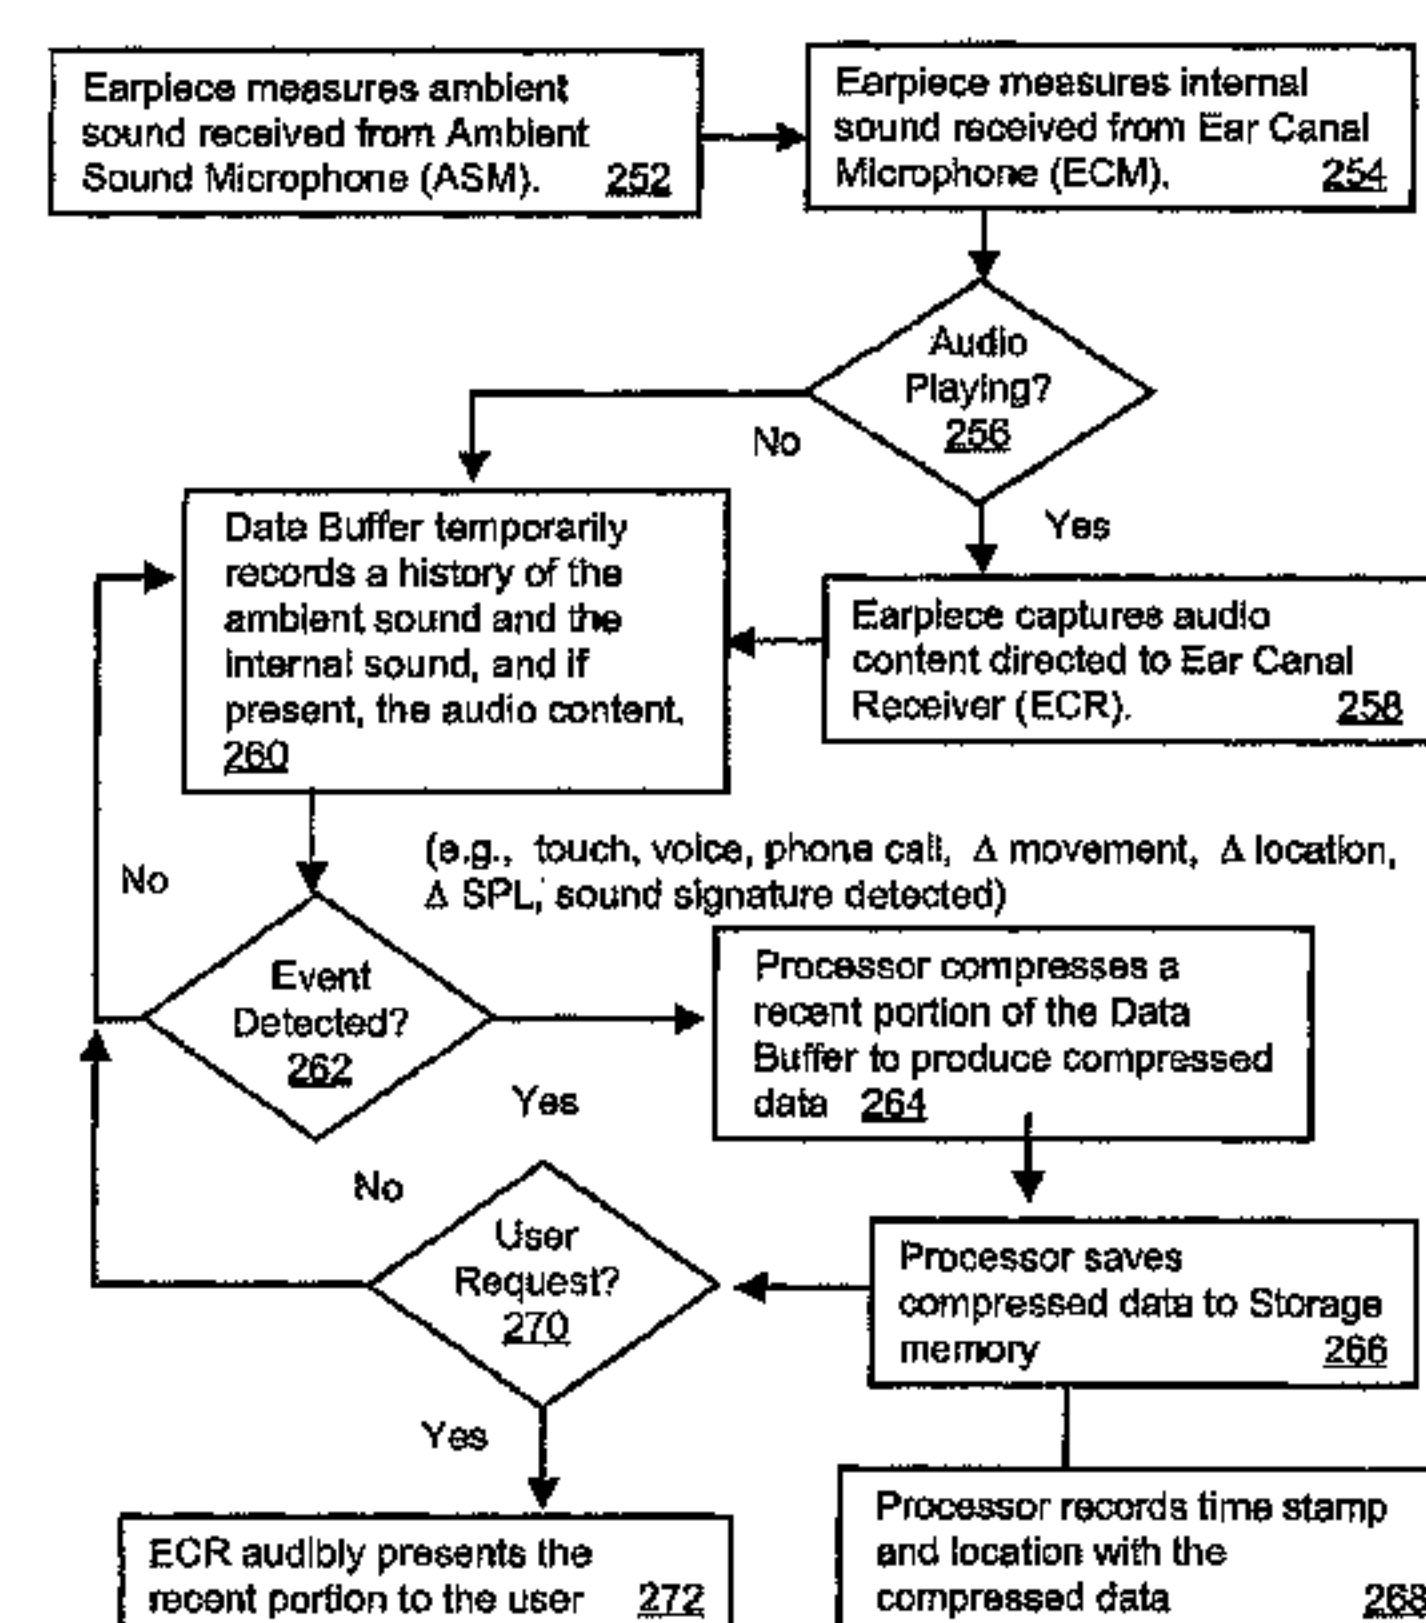 Earpiece measures ambient
sound received from Ambient
Sound Microphone (ASM). 252
Earpiece measures internal
sound received from Ear Canal
Microphone (ECM). 254
Audio
Playing?
256
No
Yes
Date Buffer temporarily
records a history of the
ambient sound and the
internal sound, and if
present, the audio content.
260
Earpiece captures audio
content directed to Ear Canal
Receiver (ECR). 258
(e.g., touch, voice, phone call, Δ movement, Δ location,
Δ SPL, sound signature detected)
No
Event
Detected?
262
Yes
Processor compresses a
recent portion of the Data
Buffer to produce compressed
data 264
No
User
Request?
270
Yes
Processor saves
compressed data to Storage
memory 266
ECR audibly presents the
recent portion to the user 272
Processor records time stamp
and location with the
compressed data 268